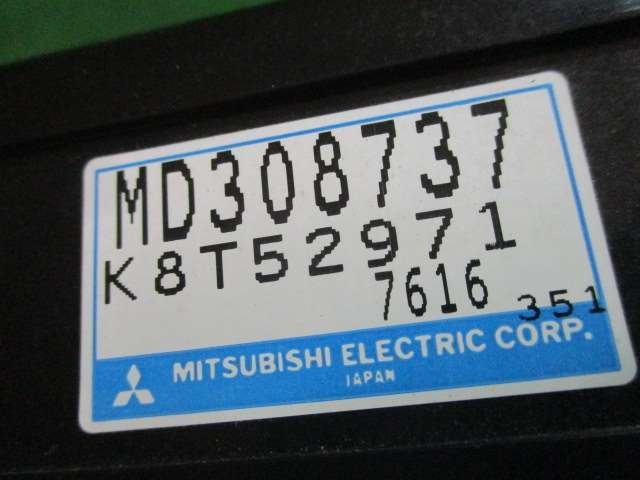 MD308737
K8T52971
7616 351
MITSUBISHI ELECTRIC CORP.
JAPAN